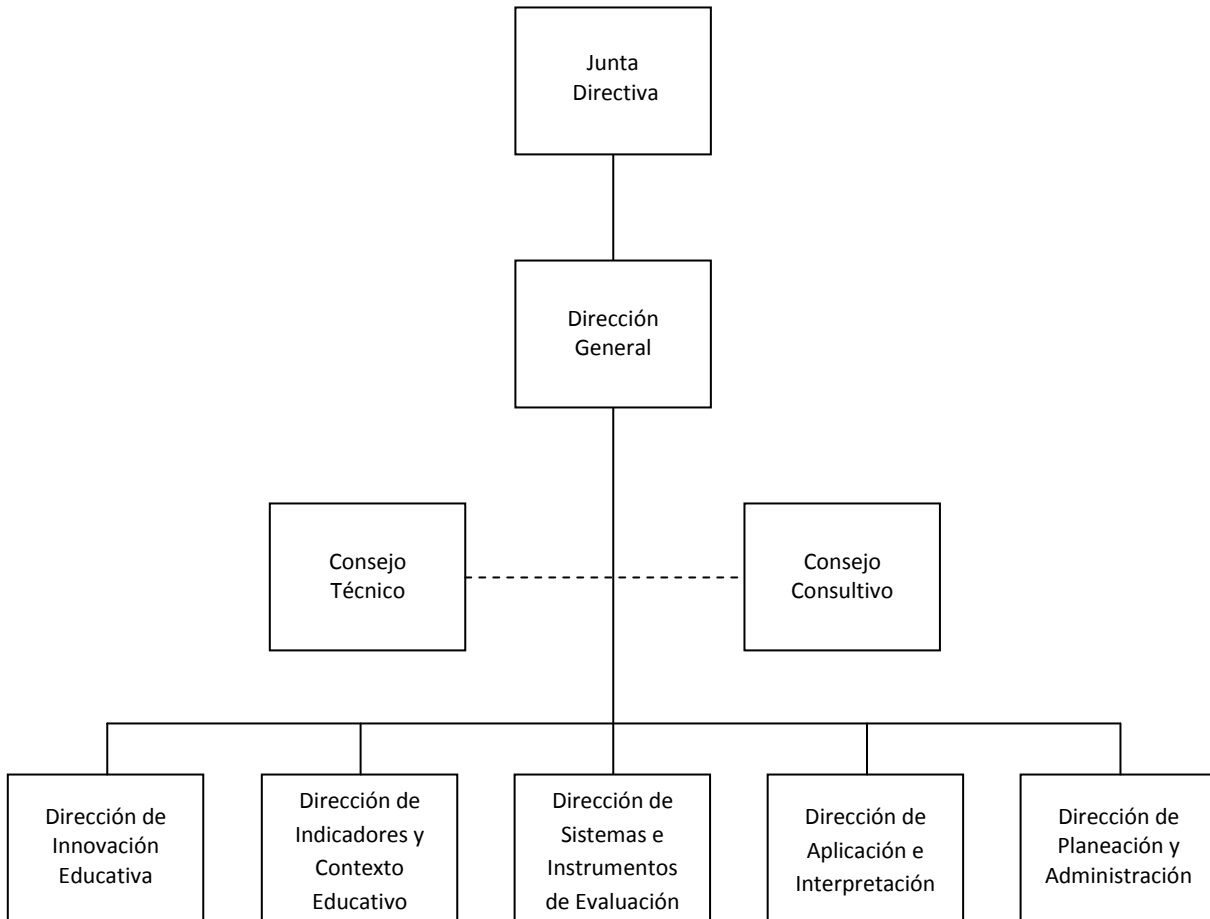 Junta
Directiva
Dirección
General
Consejo
Técnico
Consejo
Consultivo
Dirección de
Innovación
Educativa
Dirección de
Indicadores y
Contexto
Educativo
Dirección de
Sistemas e
Instrumentos
de Evaluación
Dirección de
Aplicación e
Interpretación
Dirección de
Planeación y
Administración